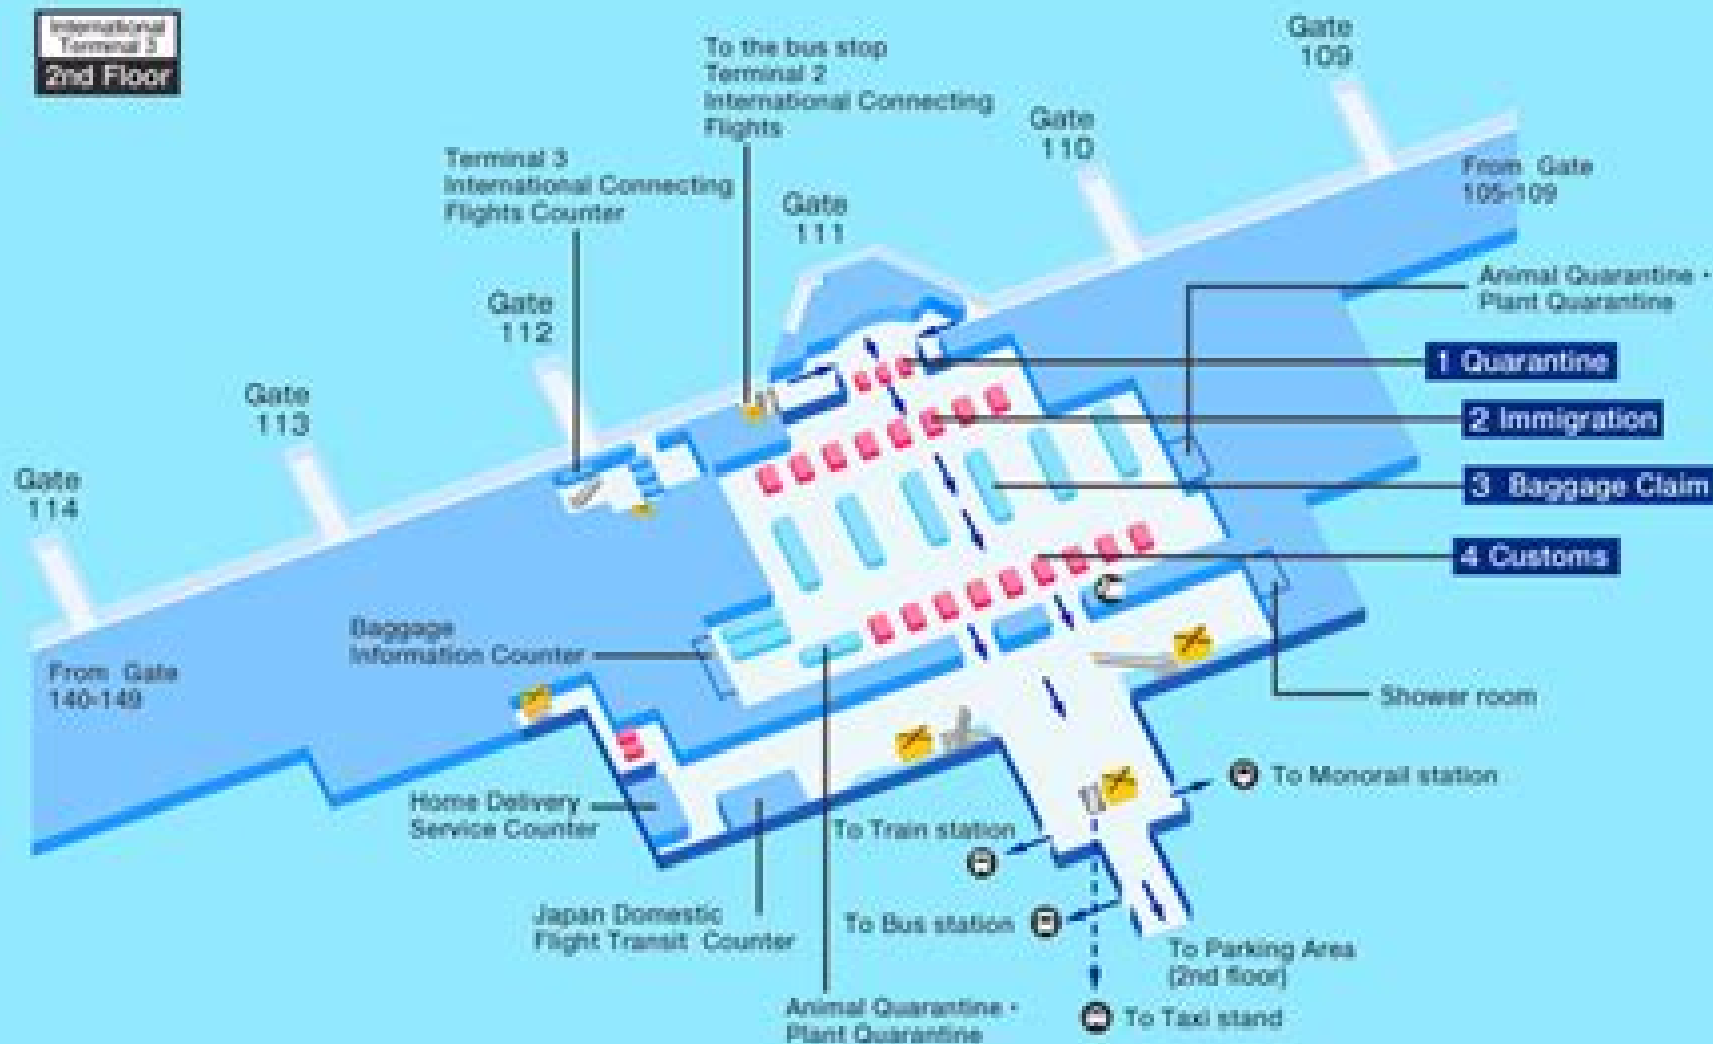 International
Terminal 3
2nd Floor
To the bus stop
Terminal 2
International Connecting
Flights
Gate
109
Gate
110
Terminal 3
International Connecting
Flights Counter
Gate
111
From Gate
105-109
Animal Quarantine・
Plant Quarantine
Gate
112
1 Quarantine
Gate
113
2 Immigration
Gate
114
3 Baggage Claim
4 Customs
Baggage
Information Counter
From Gate
140-149
Shower room
To Monorail station
Home Delivery
Service Counter
To Train station
Japan Domestic
Flight Transit Counter
To Bus station
To Parking Area
(2nd floor)
Animal Quarantine・
Plant Quarantine
To Taxi stand